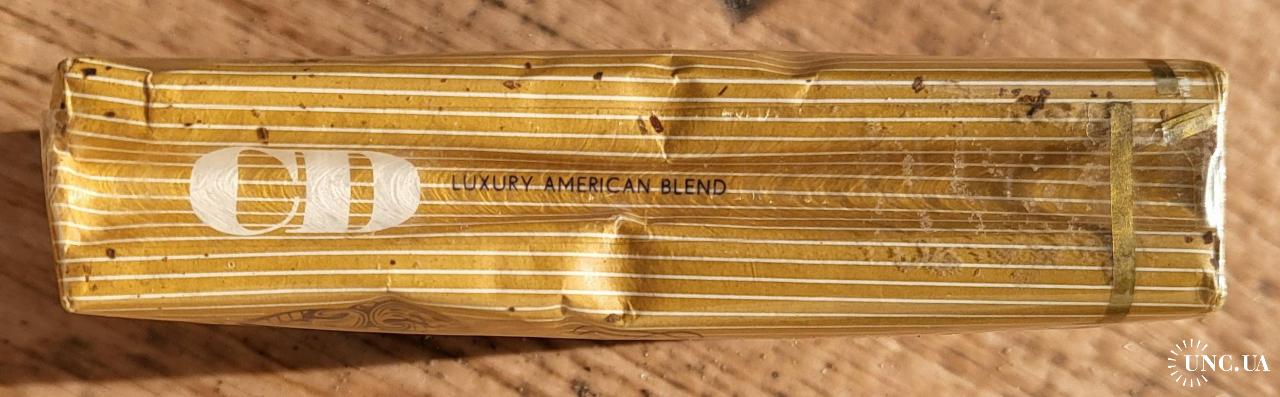 CD LUXURY AMERICAN BLEND
UNC.UA